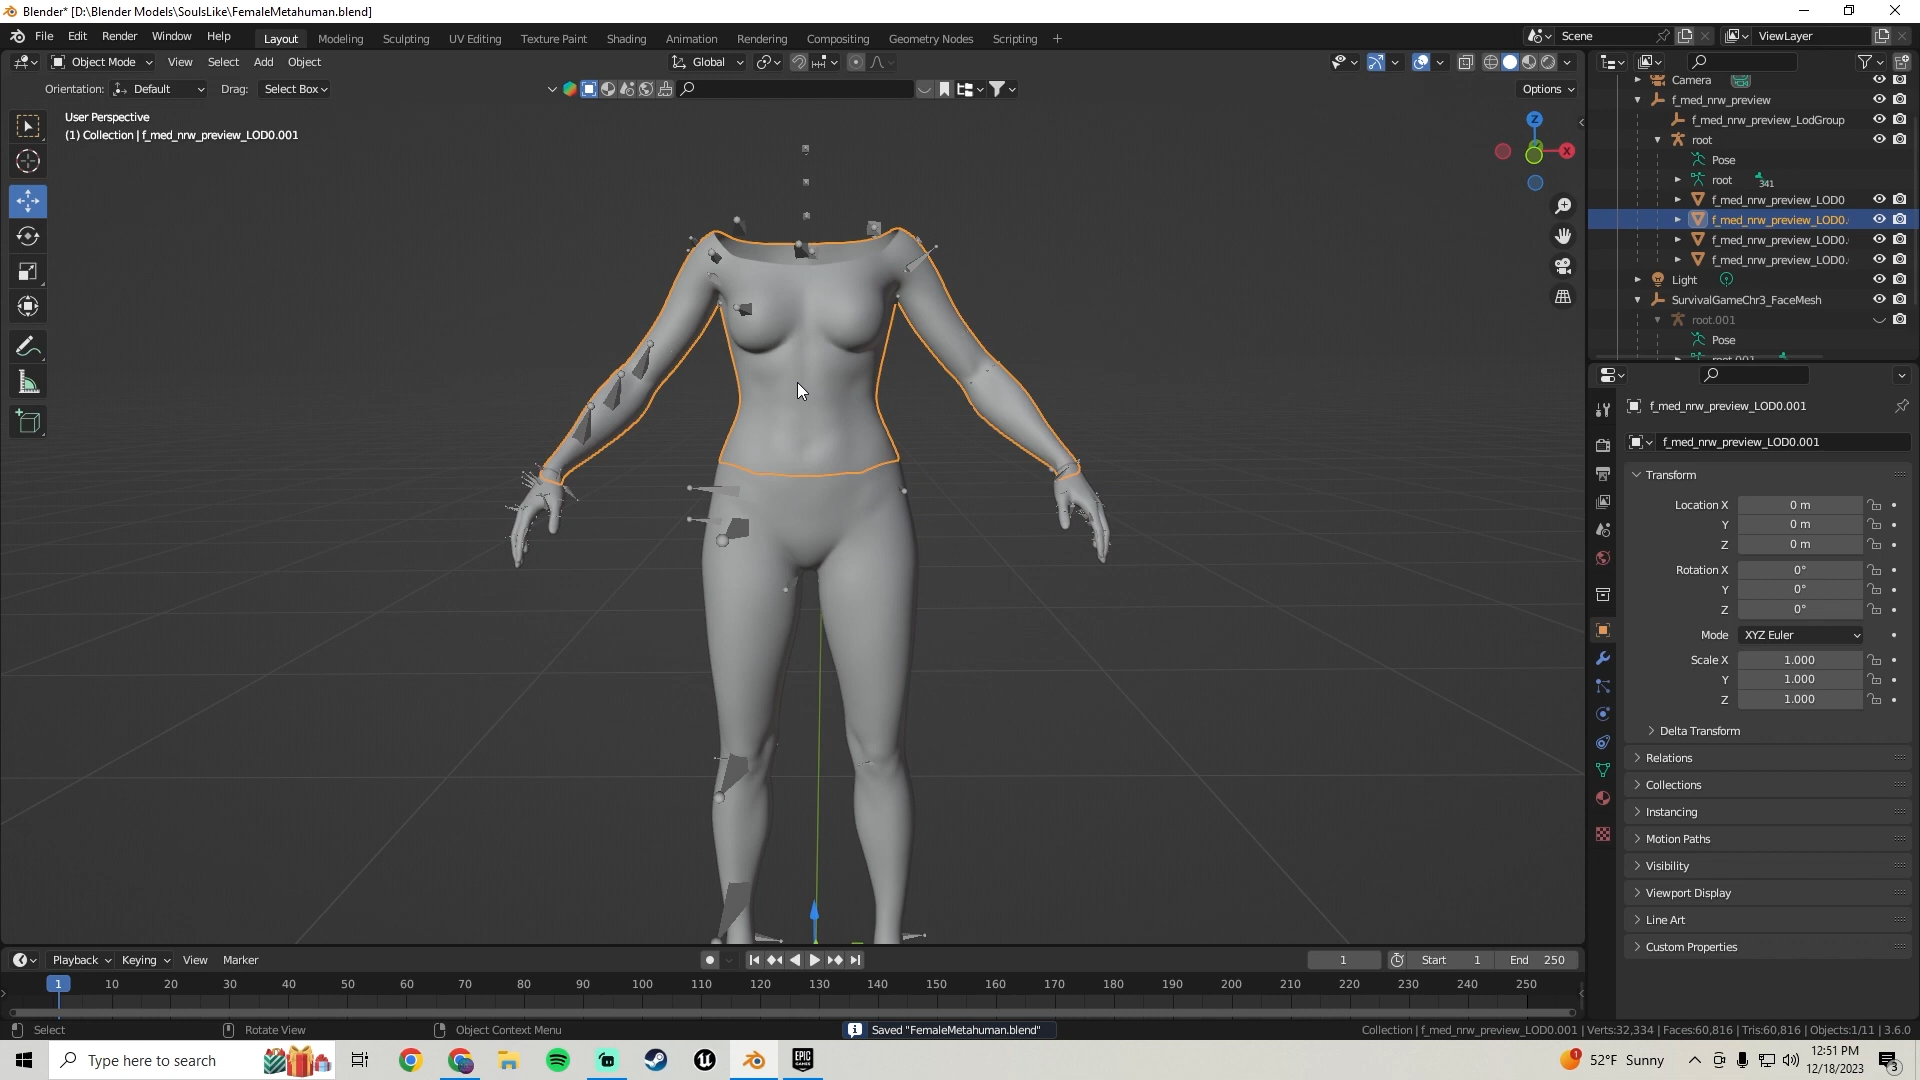 Blender* [D:\Blender Models\SoulsLike\FemaleMetahuman.blend]
File Edit Render Window Help Layout Modeling Sculpting UV Editing Texture Paint Shading Animation Rendering Compositing Geometry Nodes Scripting + Scene ViewLayer
Object Mode View Select Add Object Global
Orientation: Default Drag: Select Box Options
User Perspective
(1) Collection | f_med_nrw_preview_LOD0.001
Z
X
Camera
f_med_nrw_preview
f_med_nrw_preview_LodGroup
root
Pose
root 341
f_med_nrw_preview_LOD0
f_med_nrw_preview_LOD0.
f_med_nrw_preview_LOD0.
f_med_nrw_preview_LOD0.
Light
SurvivalGameChr3_FaceMesh
root.001
Pose
root.001
f_med_nrw_preview_LOD0.001
f_med_nrw_preview_LOD0.001
Transform
Location X 0 m
Y 0 m
Z 0 m
Rotation X 0°
Y 0°
Z 0°
Mode XYZ Euler
Scale X 1.000
Y 1.000
Z 1.000
Delta Transform
Relations
Collections
Instancing
Motion Paths
Visibility
Viewport Display
Line Art
Custom Properties
Playback Keying View Marker 1 Start 1 End 250
1 10 20 30 40 50 60 70 80 90 100 110 120 130 140 150 160 170 180 190 200 210 220 230 240 250
Select Rotate View Object Context Menu Saved "FemaleMetahuman.blend" Collection | f_med_nrw_preview_LOD0.001 | Verts:32,334 | Faces:60,816 | Tris:60,816 | Objects:1/11 | 3.6.0
Type here to search EPIC GAMES 1 52°F Sunny 12:51 PM
12/18/2023 3